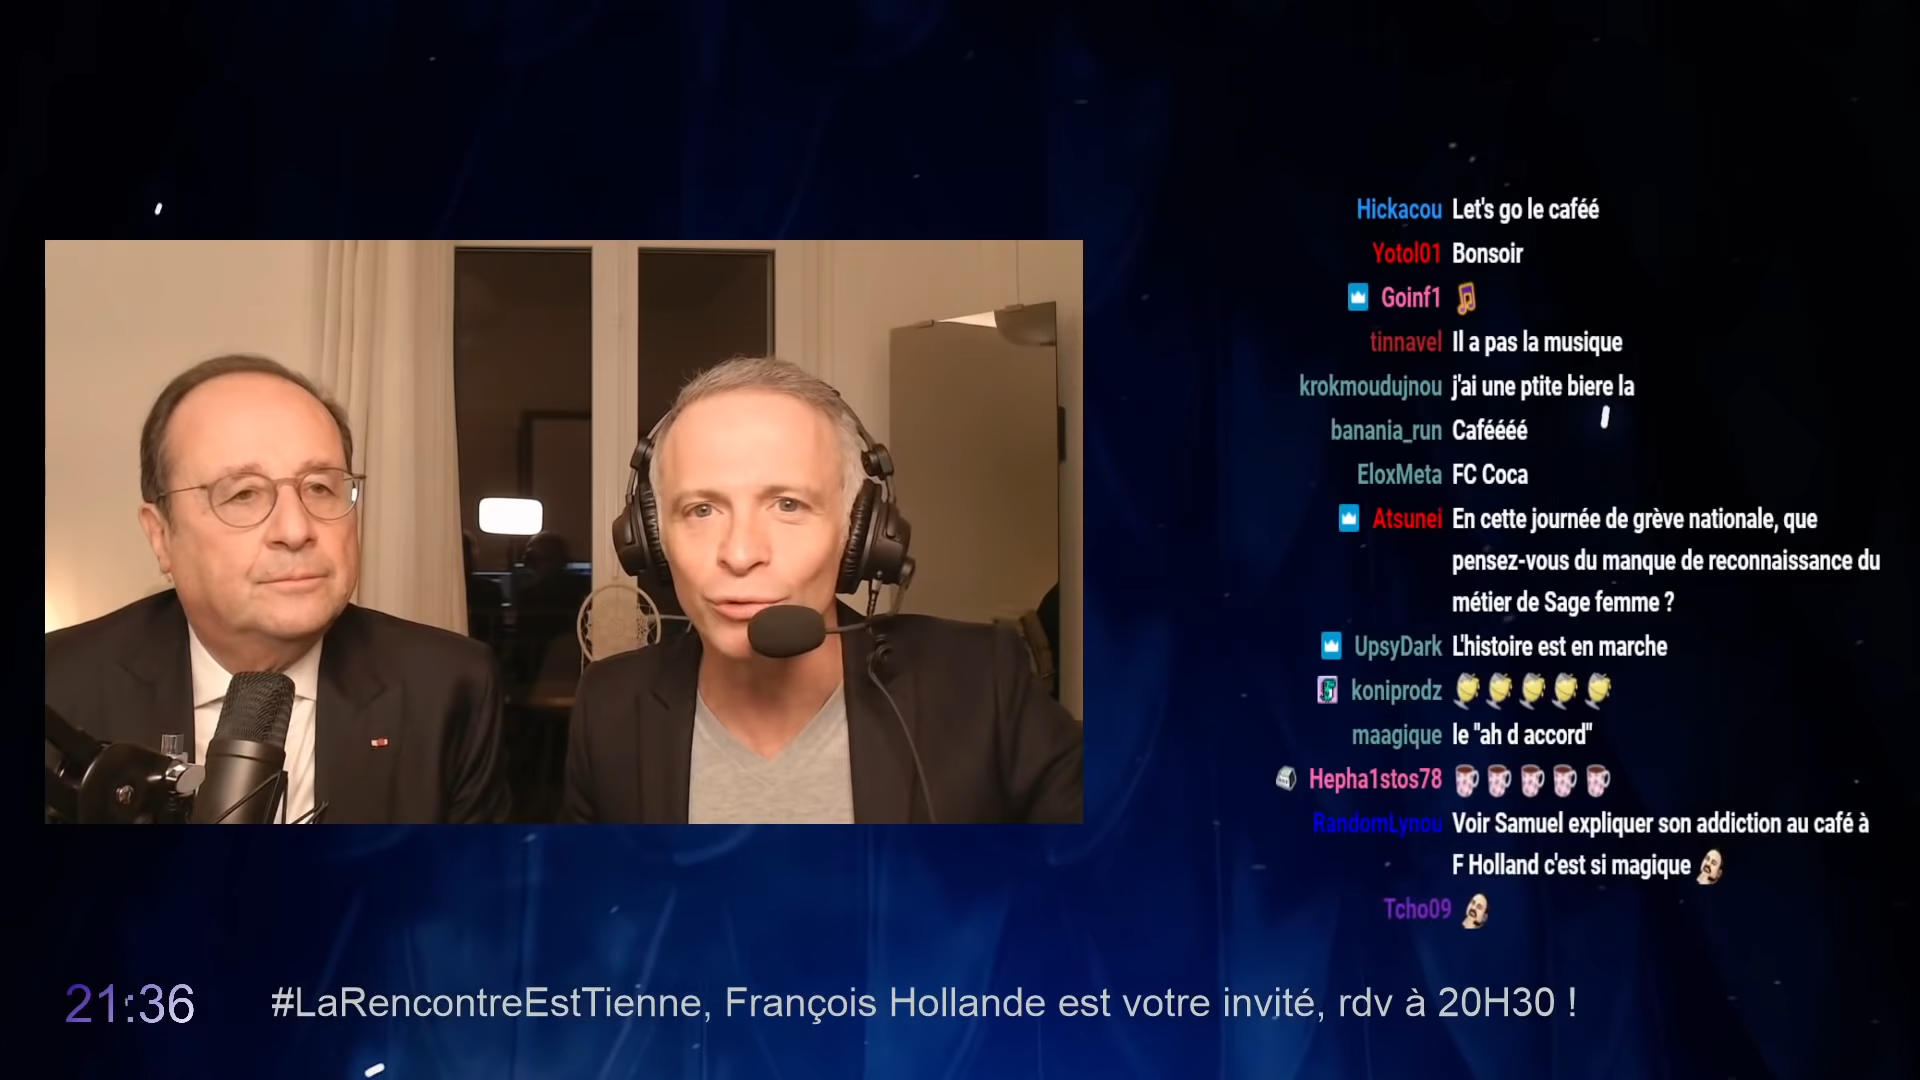 Hickacou Let's go le caféé
Yotol01 Bonsoir
Goinf1
tinnavel Il a pas la musique
krokmoudujnou j'ai une ptite biere la
banania_run Caféééé
EloxMeta FC Coca
Atsunei En cette journée de grève nationale, que
pensez-vous du manque de reconnaissance du
métier de Sage femme ?
UpsyDark L'histoire est en marche
koniprodz
maagique le "ah d accord"
Hepha1stos78
RandomLynou Voir Samuel expliquer son addiction au café à
F Holland c'est si magique
Tcho09
21:36 #LaRencontreEstTienne, François Hollande est votre invité, rdv à 20H30 !